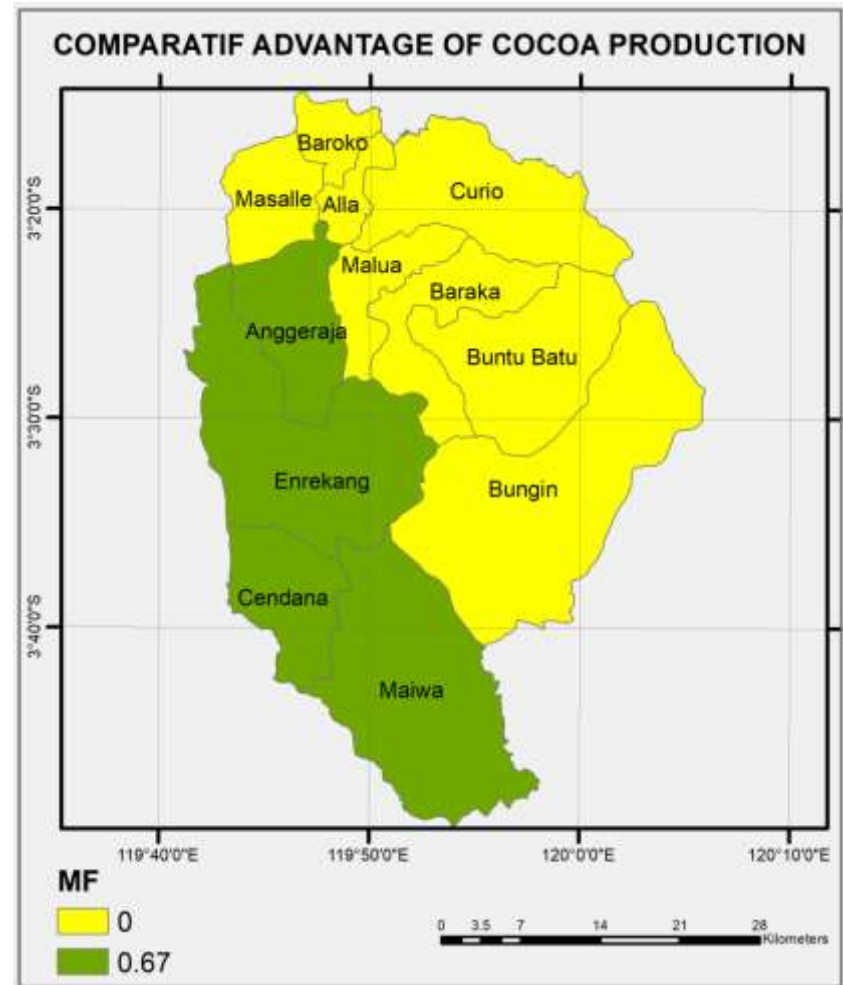 COMPARATIF ADVANTAGE OF COCOA PRODUCTION
Baroko
Masalle
Alla
Curio
3°20'0"S
Malua
Baraka
Anggeraja
Buntu Batu
3°30'0"S
Enrekang
Bungin
Cendana
3°40'0"S
Maiwa
119°40'0"E
119°50'0"E
120°0'0"E
120°10'0"E
MF
0
0.67
0 3.5 7 14 21 28
Kilometers